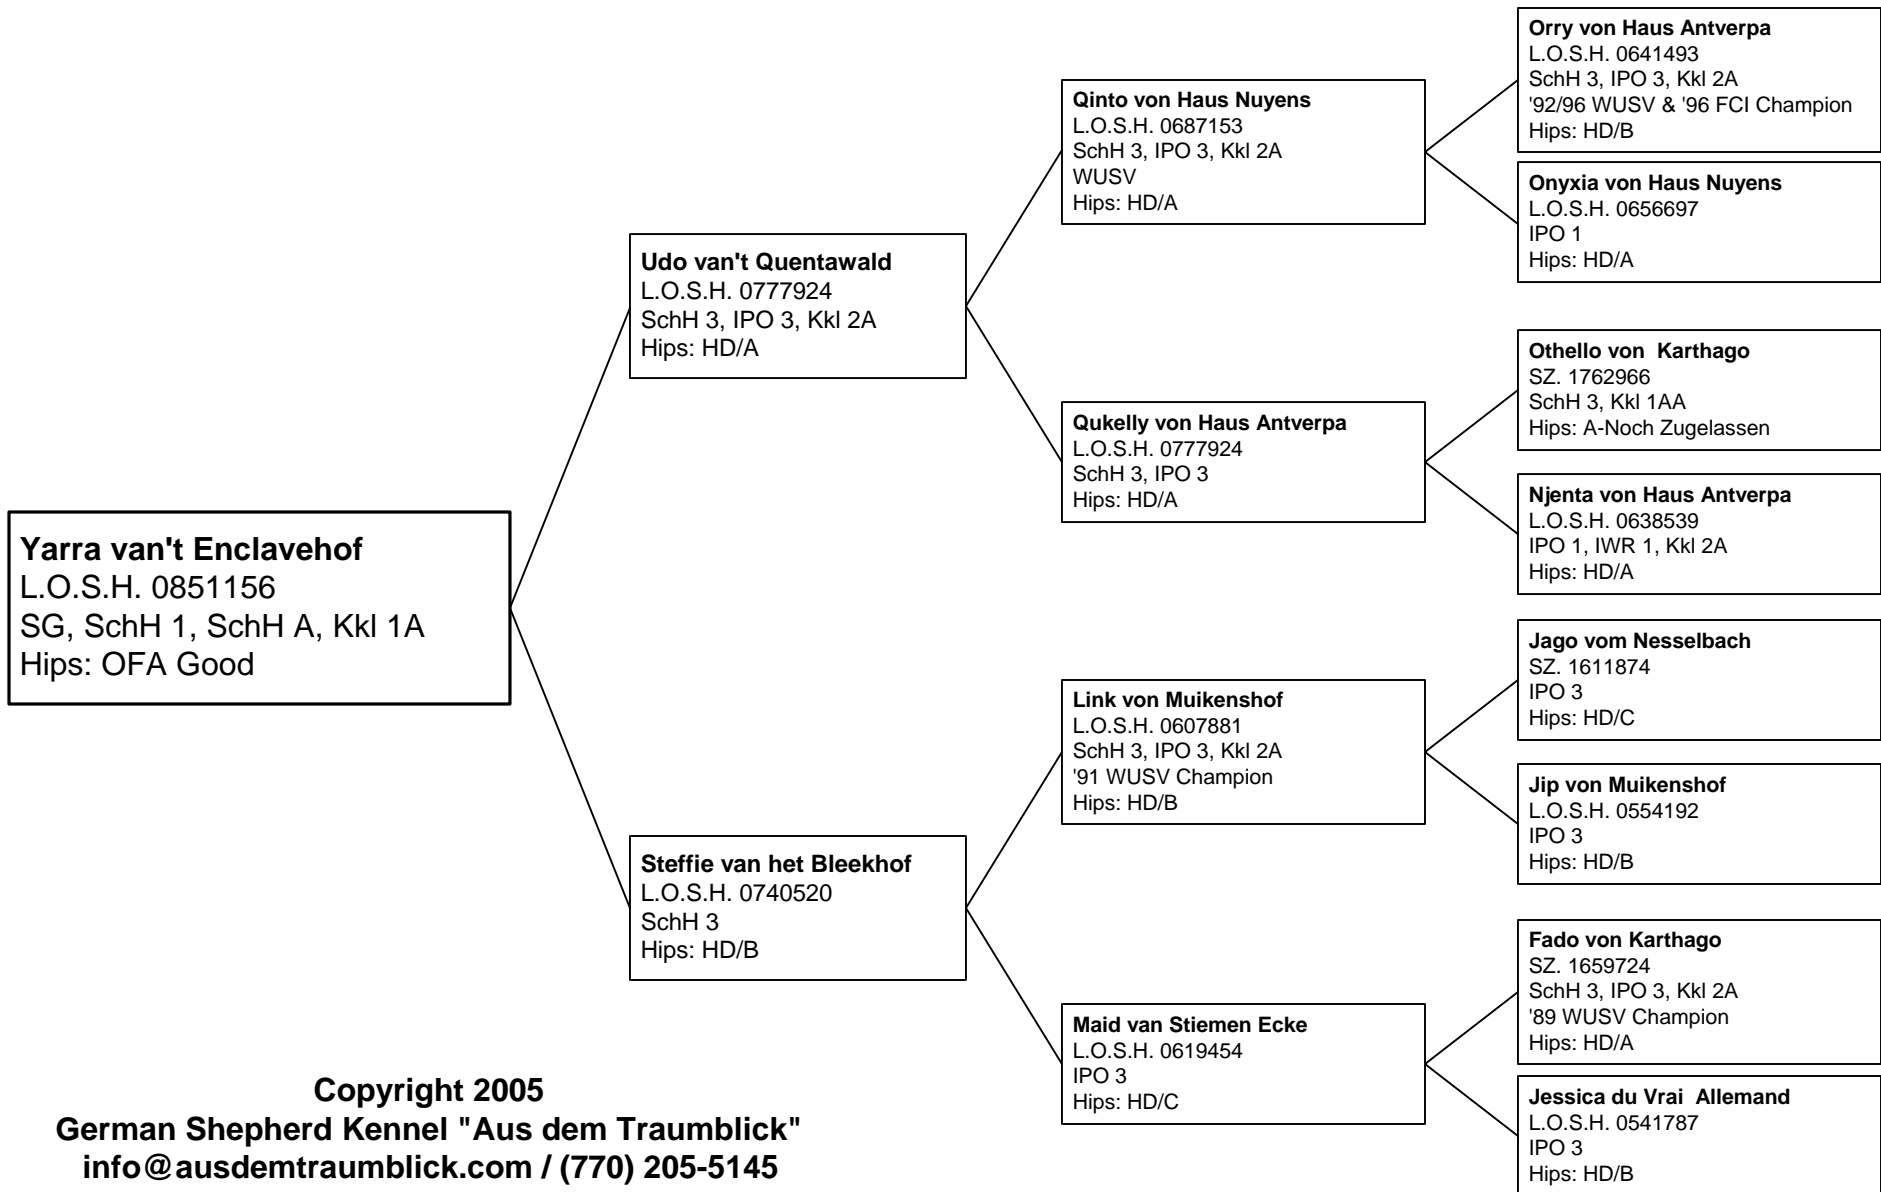 Yarra van't Enclavehof
L.O.S.H. 0851156
SG, SchH 1, SchH A, Kkl 1A
Hips: OFA Good
Udo van't Quentawald
L.O.S.H. 0777924
SchH 3, IPO 3, Kkl 2A
Hips: HD/A
Steffie van het Bleekhof
L.O.S.H. 0740520
SchH 3
Hips: HD/B
Qinto von Haus Nuyens
L.O.S.H. 0687153
SchH 3, IPO 3, Kkl 2A
WUSV
Hips: HD/A
Qukelly von Haus Antverpa
L.O.S.H. 0777924
SchH 3, IPO 3
Hips: HD/A
Link von Muikenshof
L.O.S.H. 0607881
SchH 3, IPO 3, Kkl 2A
'91 WUSV Champion
Hips: HD/B
Maid van Stiemen Ecke
L.O.S.H. 0619454
IPO 3
Hips: HD/C
Orry von Haus Antverpa
L.O.S.H. 0641493
SchH 3, IPO 3, Kkl 2A
'92/96 WUSV & '96 FCI Champion
Hips: HD/B
Onyxia von Haus Nuyens
L.O.S.H. 0656697
IPO 1
Hips: HD/A
Othello von  Karthago
SZ. 1762966
SchH 3, Kkl 1AA
Hips: A-Noch Zugelassen
Njenta von Haus Antverpa
L.O.S.H. 0638539
IPO 1, IWR 1, Kkl 2A
Hips: HD/A
Jago vom Nesselbach
SZ. 1611874
IPO 3
Hips: HD/C
Jip von Muikenshof
L.O.S.H. 0554192
IPO 3
Hips: HD/B
Fado von Karthago
SZ. 1659724
SchH 3, IPO 3, Kkl 2A
'89 WUSV Champion
Hips: HD/A
Jessica du Vrai  Allemand
L.O.S.H. 0541787
IPO 3
Hips: HD/B
Copyright 2005
German Shepherd Kennel "Aus dem Traumblick"
info@ausdemtraumblick.com / (770) 205-5145